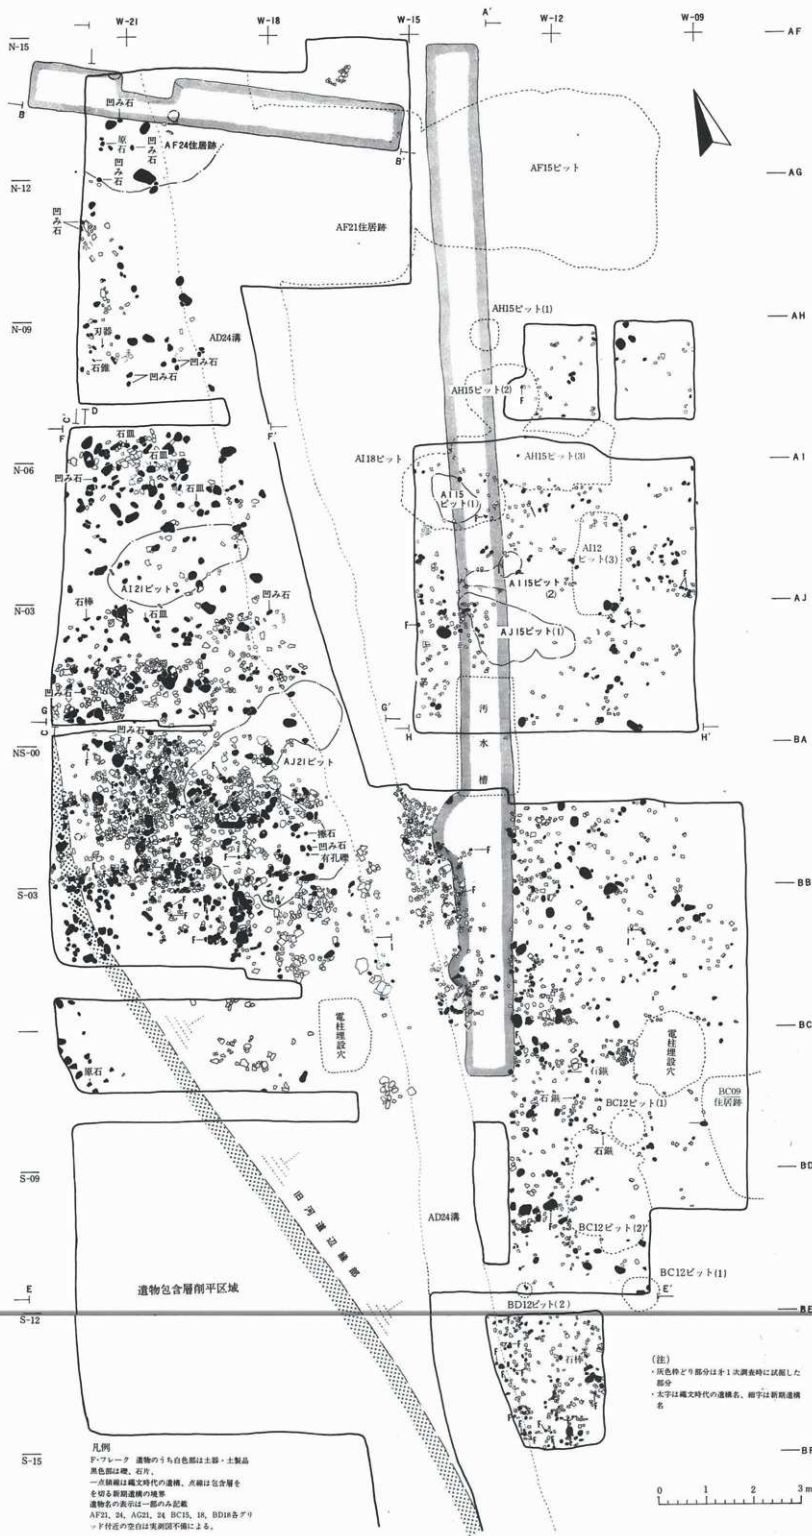 W-21
W-18
W-15
A'
W-12
W-09
AF
N-15
凹み石
B
原石
凹み石
AF24住居跡
凹み石
B'
AF15ピット
AG
N-12
凹み石
AF21住居跡
AH15ピット(1)
AH
N-09
刃器
AD24溝
石錐
凹み石
凹み石
AH15ピット(2)
F
C'
D
F
F'
石皿
石皿
AI
N-06
AI18ピット
AH15ピット(3)
凹み石
石皿
AI15
ピット(1)
F
AI12
ピット(3)
AI21ピット
AI15ピット
(2)
F
AJ
N-03
石棒
石皿
凹み石
F
AJ15ピット(1)
F
凹み石
G
G'
汚水槽
C
H
H'
BA
NS-00
凹み石
F
F
AJ21ピット
擦石
凹み石
有孔礫
F
F
BB
S-03
F
F
F
F
F
BC
電柱埋設穴
電柱埋設穴
原石
石鏃
石鏃
BC12ピット(1)
BC09
住居跡
石鏃
BD
S-09
AD24溝
旧河道辺縁部
F
BC12ピット(2)
BC12ピット(1)
遺物包含層削平区域
E
E'
BE
S-12
BD12ピット(2)
石棒
(注)
・灰色枠どり部分は才1次調査時に試掘した
部分
・太字は縄文時代の遺構名、細字は新期遺構
名
BF
S-15
凡例
F・フレーク 遺物のうち白色部は土器・土製品
黒色部は礫、石片、
一点鎖線は縄文時代の遺構、点線は包含層を
を切る新期遺構の境界
遺物名の表示は一部のみ記載
AF21, 24, AG21, 24 BC15, 18, BD18各グリ
ッド付近の空白は実測図不備による。
0 1 2 3m